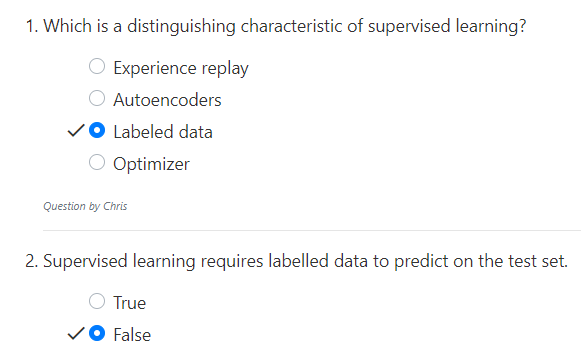 1. Which is a distinguishing characteristic of supervised learning?
Experience replay
Autoencoders
Labeled data
Optimizer
Question by Chris
2. Supervised learning requires labelled data to predict on the test set.
True
False